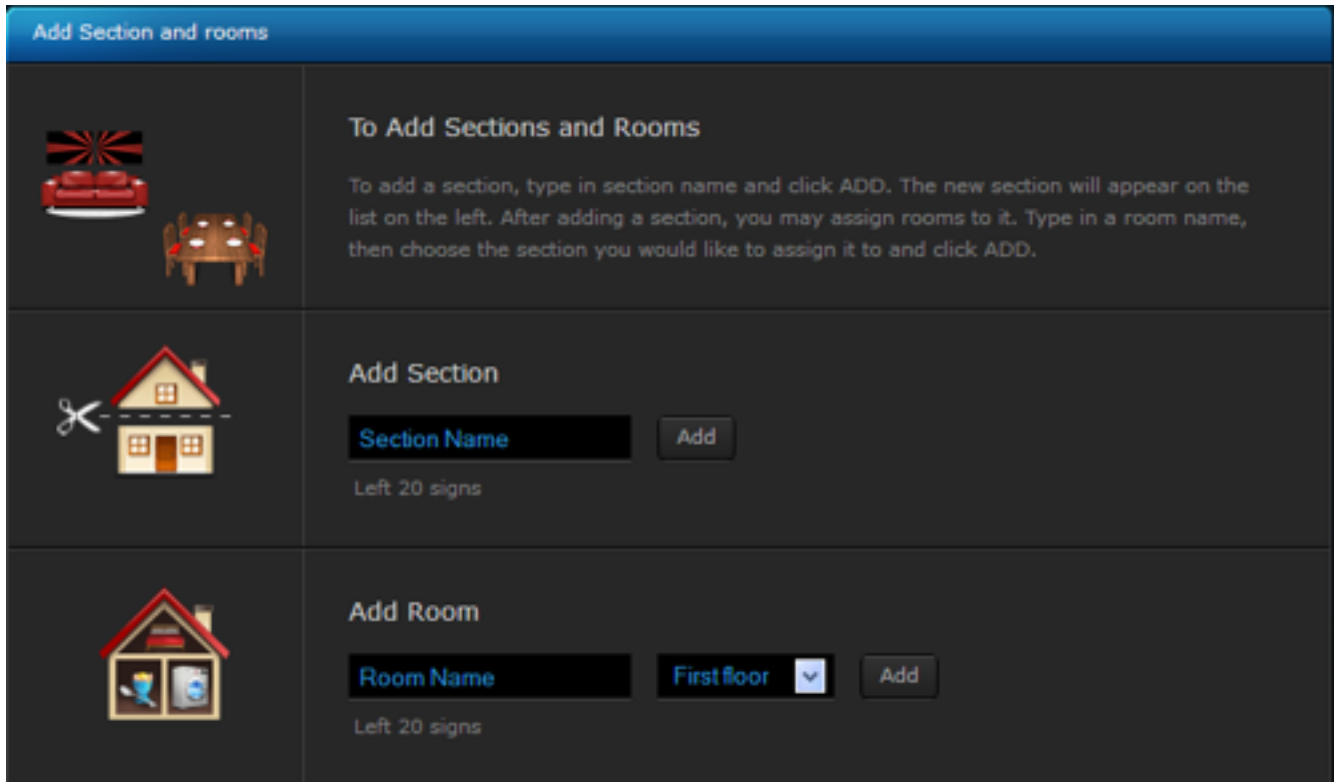 Add Section and rooms
To Add Sections and Rooms
To add a section, type in section name and click ADD. The new section will appear on the
list on the left. After adding a section, you may assign rooms to it. Type in a room name,
then choose the section you would like to assign it to and click ADD.
Add Section
Section Name Add
Left 20 signs
Add Room
Room Name First floor Add
Left 20 signs